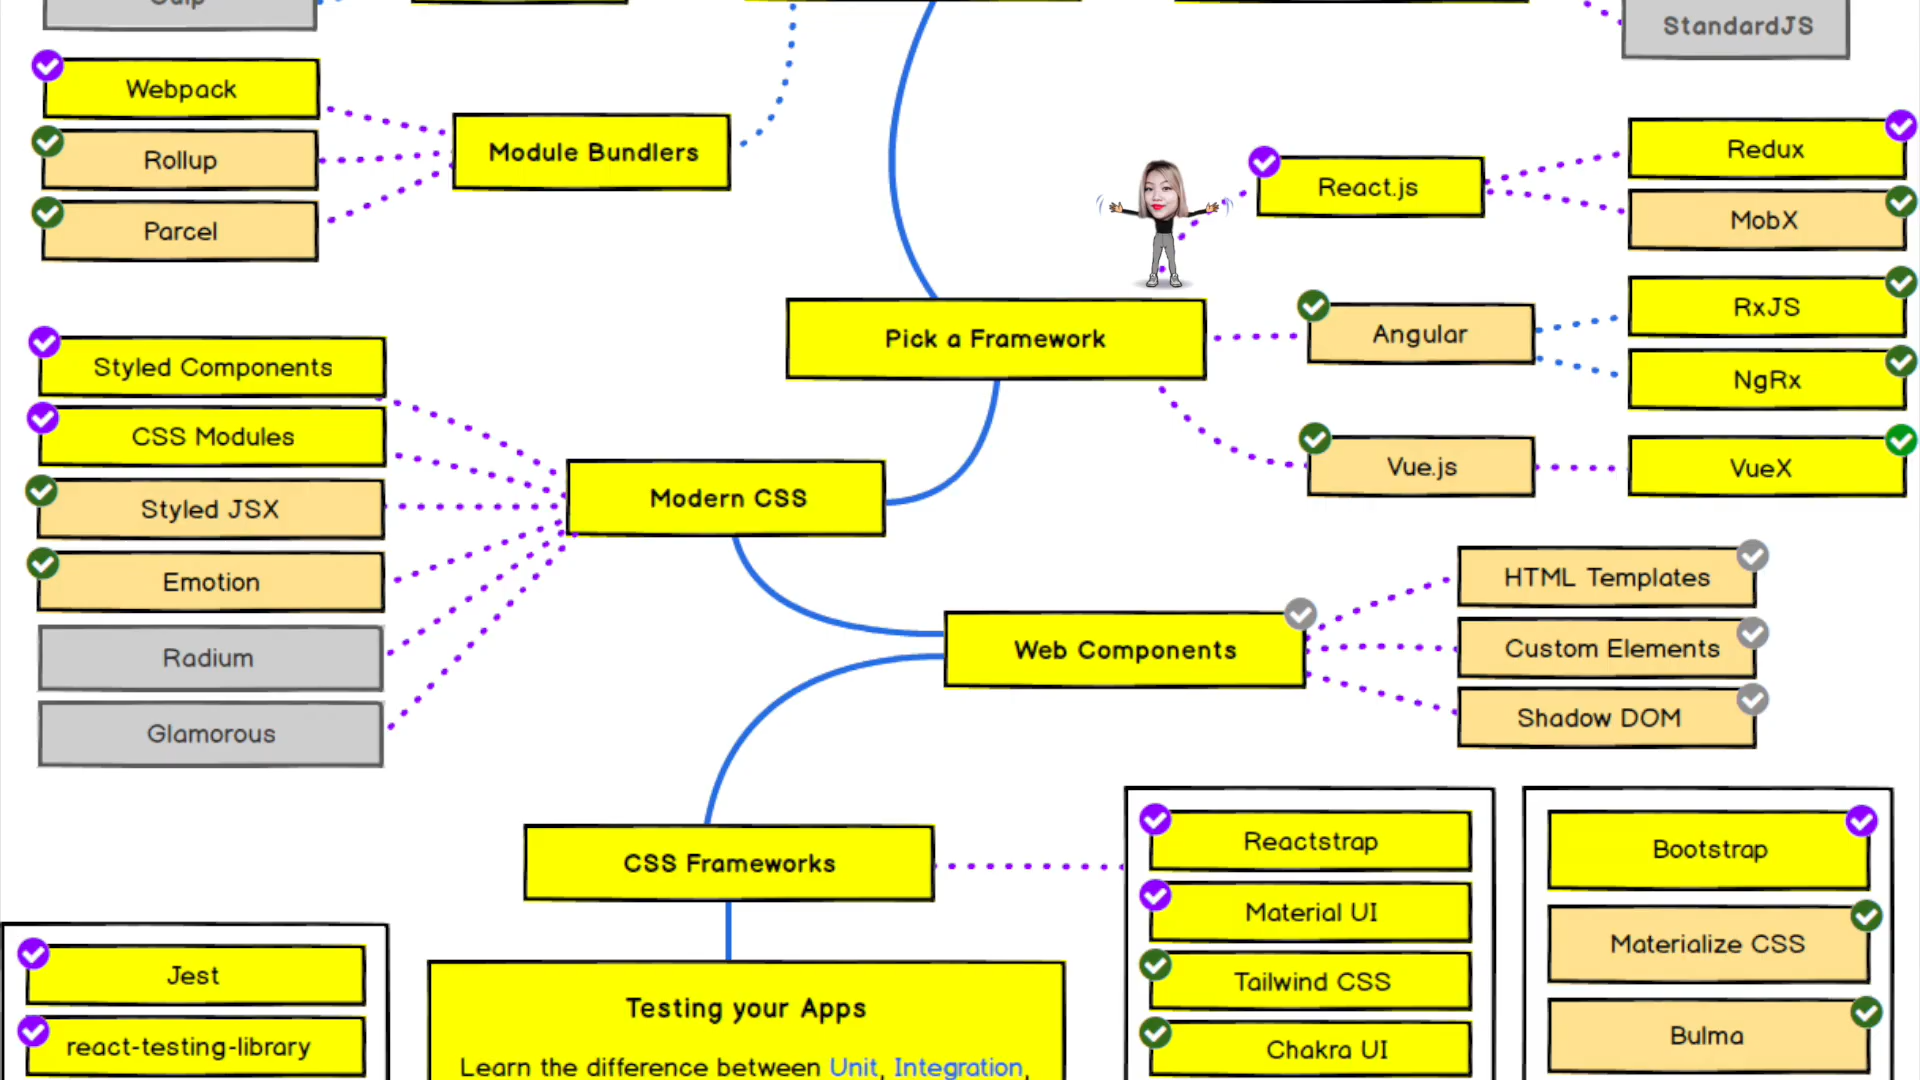 StandardJS
Webpack
Rollup
Parcel
Module Bundlers
React.js
Redux
MobX
Pick a Framework
Angular
RxJS
NgRx
Vue.js
VueX
Styled Components
CSS Modules
Styled JSX
Emotion
Radium
Glamorous
Modern CSS
Web Components
HTML Templates
Custom Elements
Shadow DOM
CSS Frameworks
Reactstrap
Material UI
Tailwind CSS
Chakra UI
Bootstrap
Materialize CSS
Bulma
Jest
react-testing-library
Testing your Apps
Learn the difference between Unit, Integration,